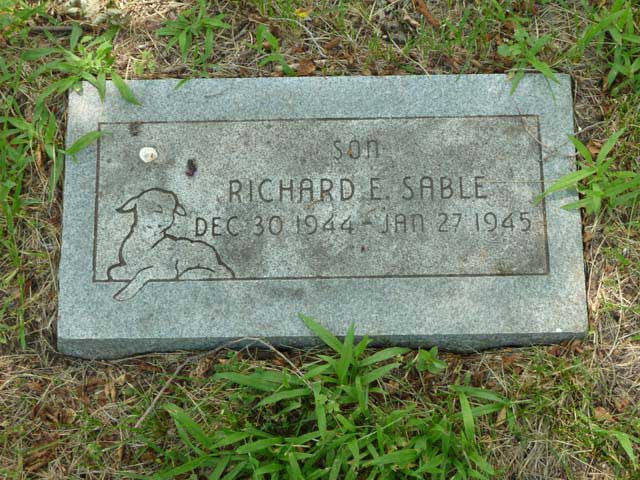 SON
RICHARD E. SABLE
DEC 30 1944 - JAN 27 1945